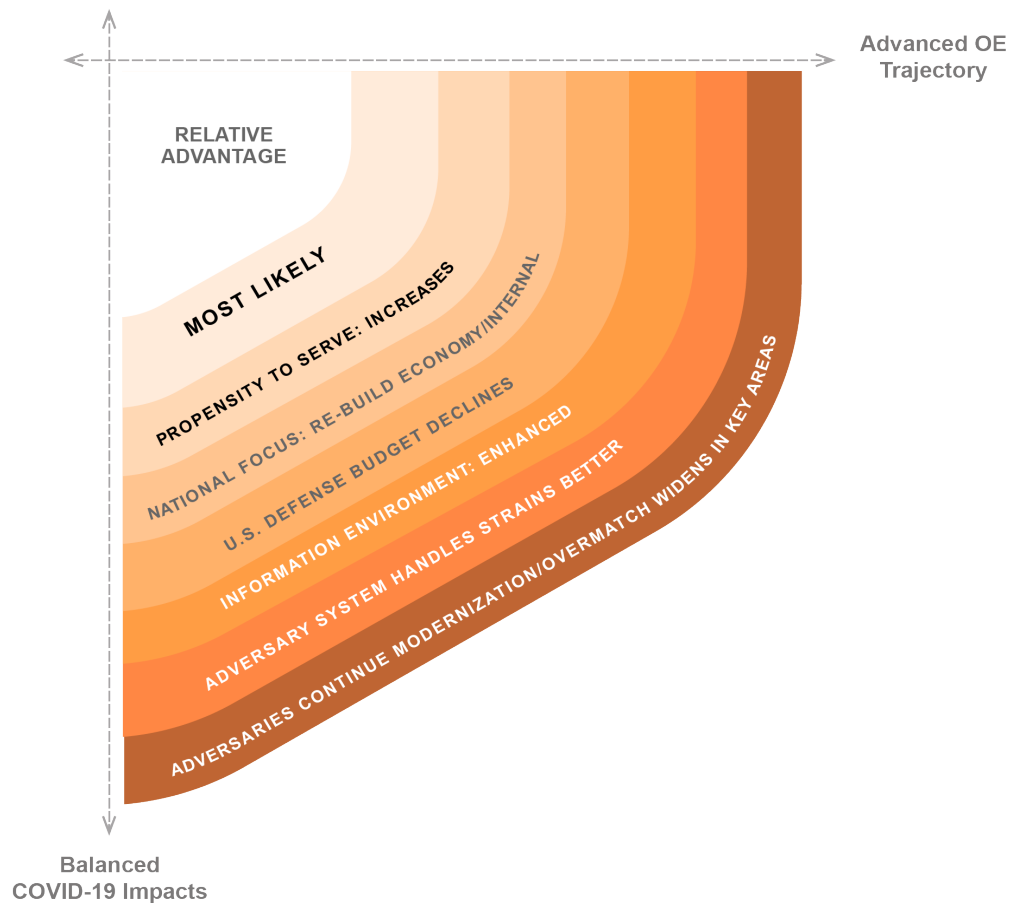 Advanced OE
Trajectory
RELATIVE
ADVANTAGE
MOST LIKELY
PROPENSITY TO SERVE: INCREASES
NATIONAL FOCUS: RE-BUILD ECONOMY/INTERNAL
U.S. DEFENSE BUDGET DECLINES
INFORMATION ENVIRONMENT: ENHANCED
ADVERSARY SYSTEM HANDLES STRAINS BETTER
ADVERSARIES CONTINUE MODERNIZATION/OVERMATCH WIDENS IN KEY AREAS
Balanced
COVID-19 Impacts